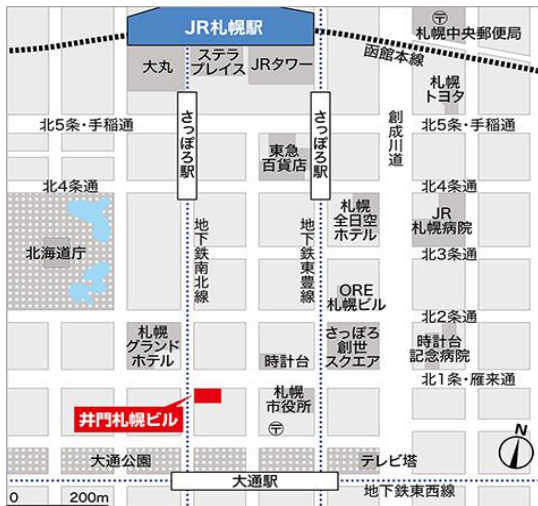 JR札幌駅
札幌中央郵便局
函館本線
大丸
ステラ
プレイス
JRタワー
札幌
トヨタ
さっぽろ駅
さっぽろ駅
創成川道
北5条・手稲通
北5条・手稲通
東急
百貨店
北4条通
北4条通
札幌
全日空
ホテル
JR
札幌病院
地下鉄南北線
地下鉄東豊線
北海道庁
北3条通
ORE
札幌ビル
北2条通
札幌
グランド
ホテル
時計台
さっぽろ
創世
スクエア
時計台
記念病院
北1条・雁来通
札幌
市役所
井門札幌ビル
大通公園
テレビ塔
N
大通駅
地下鉄東西線
0 200m